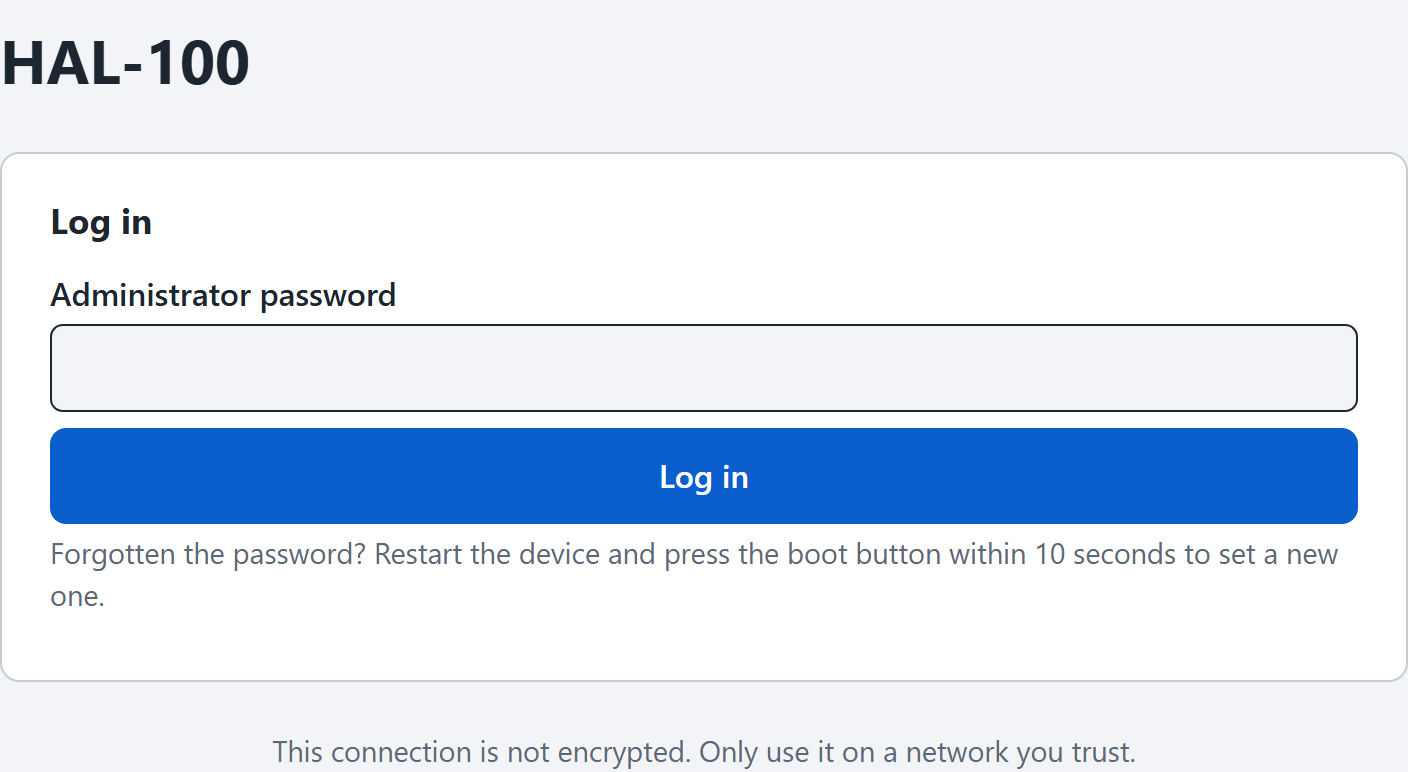 HAL-100
Log in
Administrator password
Log in
Forgotten the password? Restart the device and press the boot button within 10 seconds to set a new
one.
This connection is not encrypted. Only use it on a network you trust.